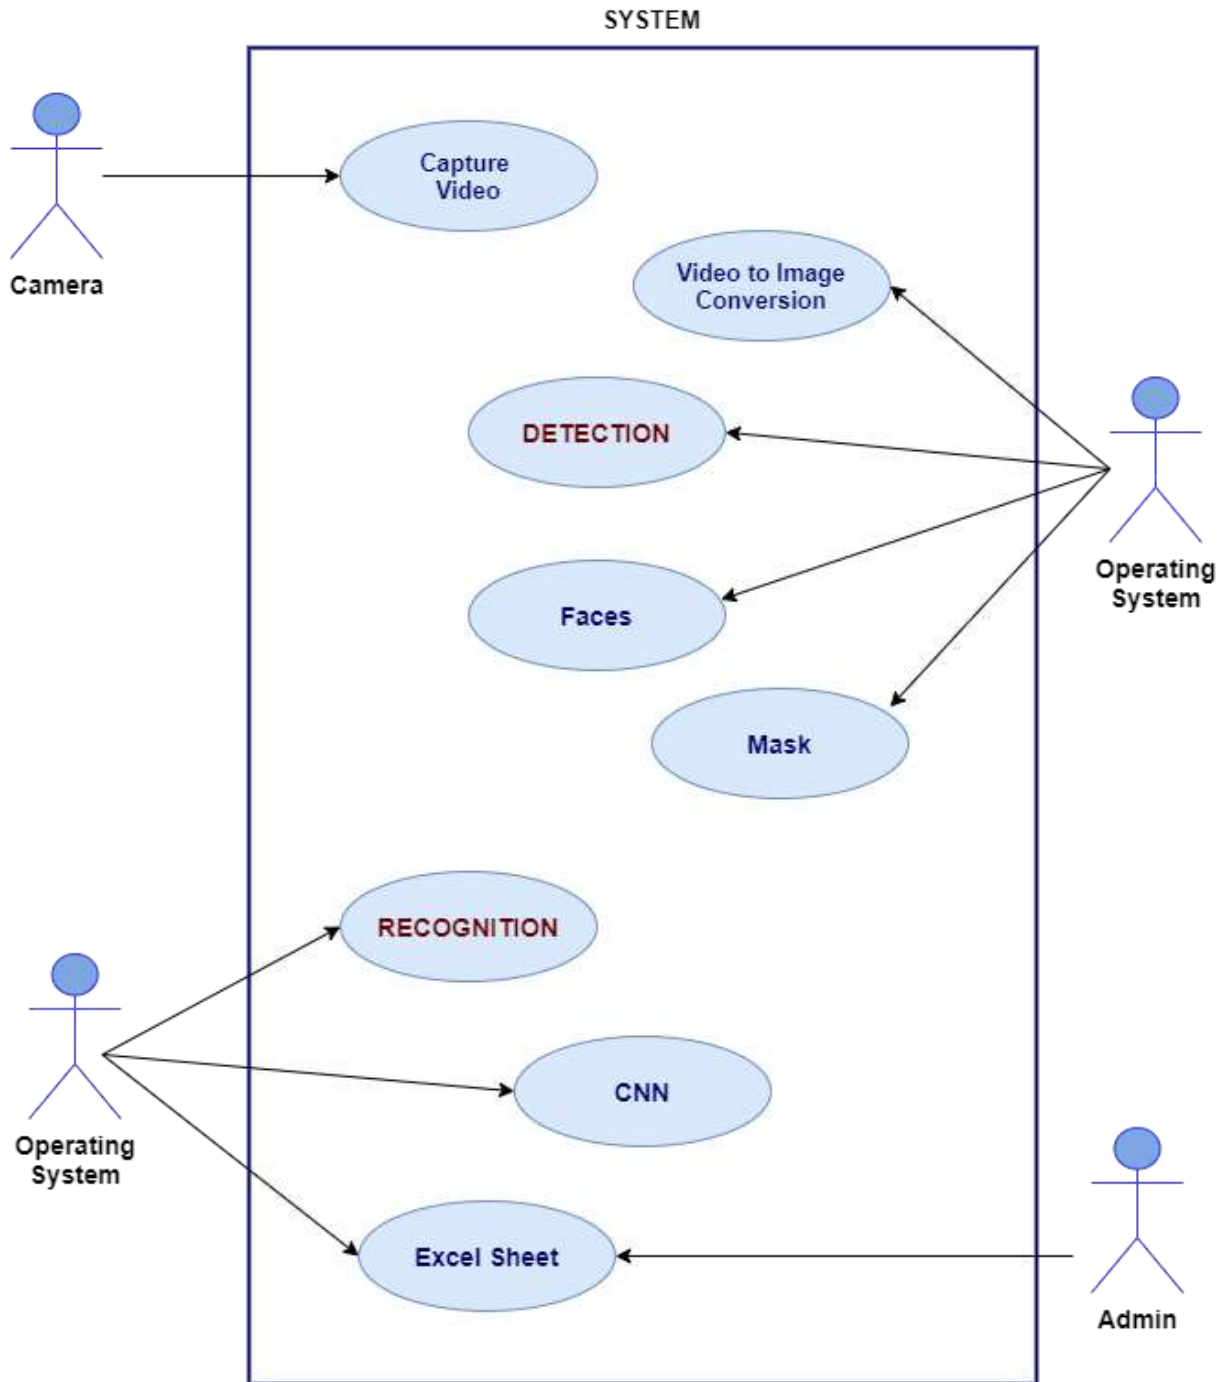 SYSTEM
Capture
Video
Camera
Video to Image
Conversion
DETECTION
Operating
System
Faces
Mask
RECOGNITION
CNN
Operating
System
Excel Sheet
Admin